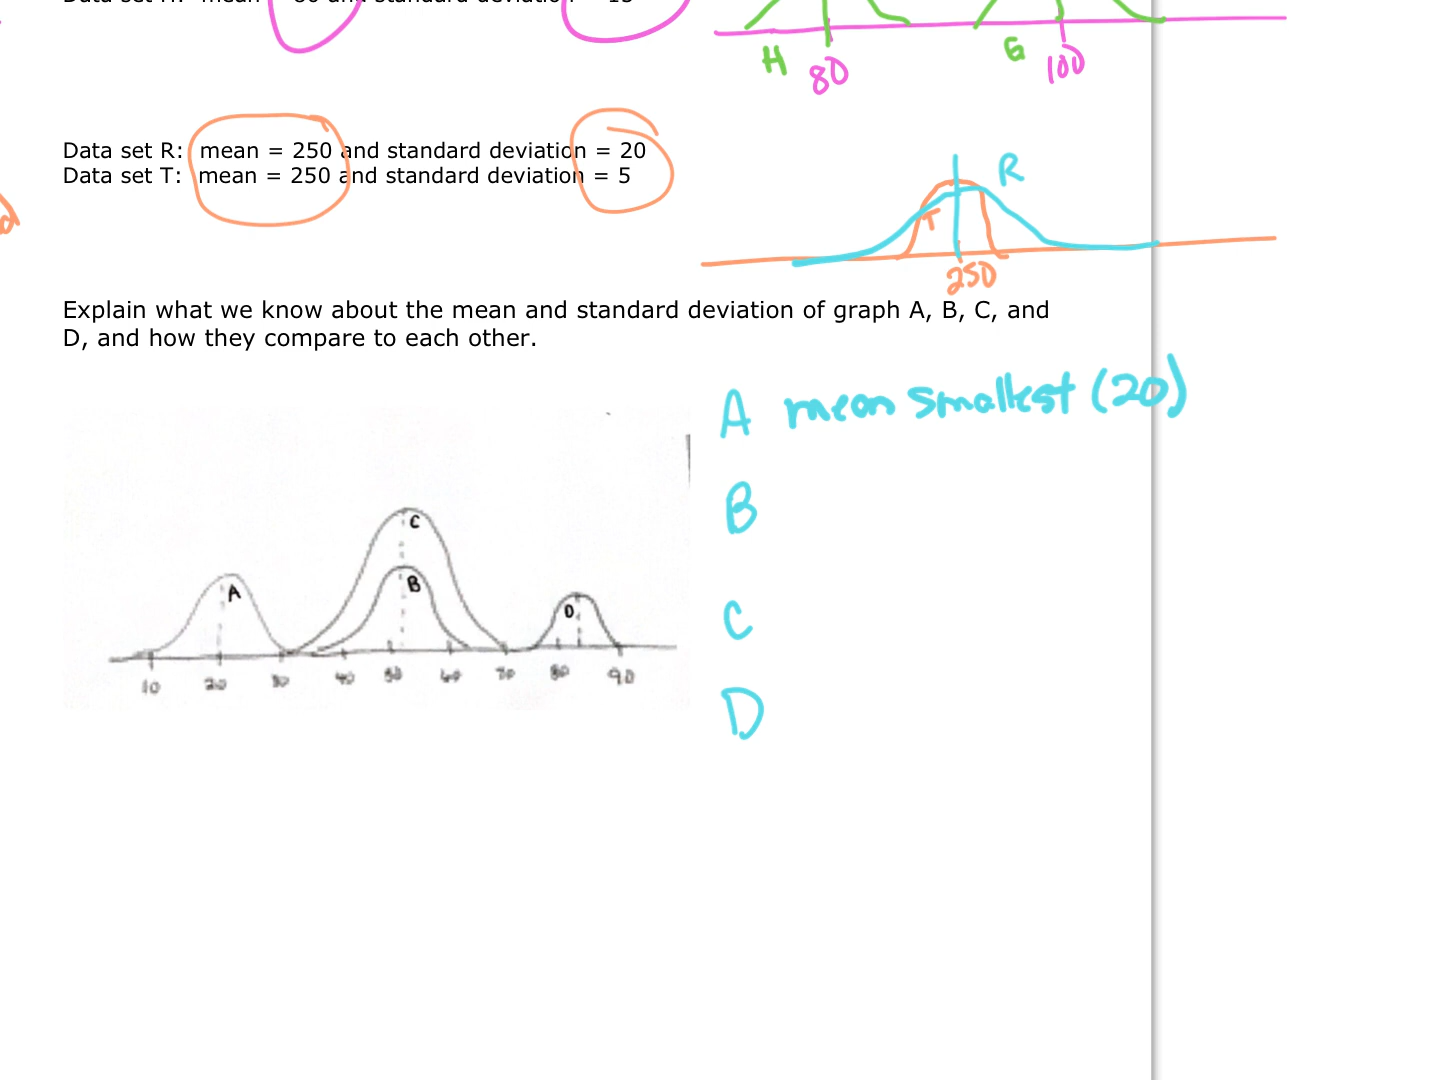 H 80 G 100
Data set R: mean = 250 and standard deviation = 20
Data set T: mean = 250 and standard deviation = 5
R
T
250
Explain what we know about the mean and standard deviation of graph A, B, C, and
D, and how they compare to each other.
A mean smallest (20)
B
C
D
C
B
A
D
10 20 30 40 50 60 70 80 90